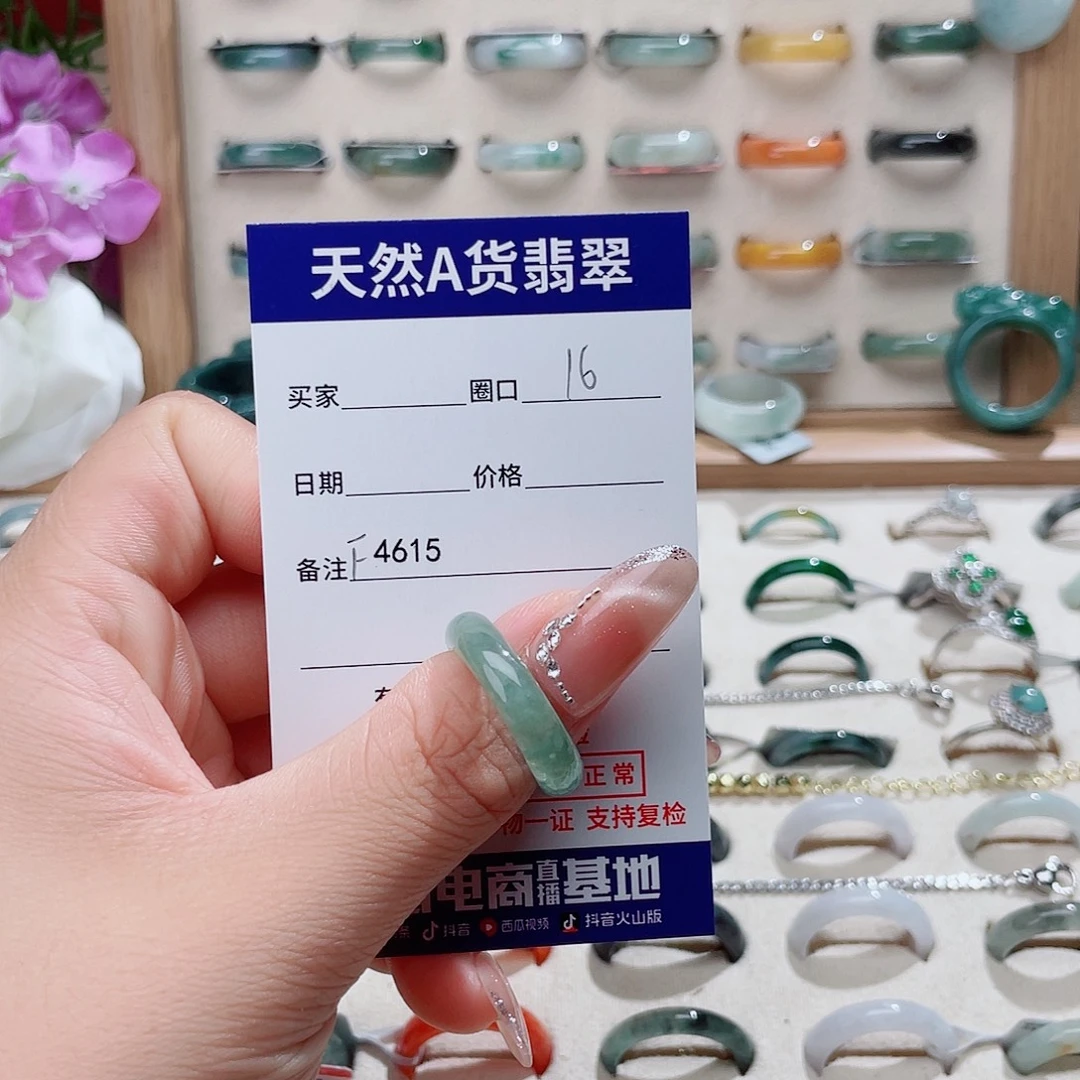 天然A货翡翠
买家 圈口 16
日期 价格
备注 F4615
正常
物一证 支持复检
电商直播基地
抖音 西瓜视频 抖音火山版